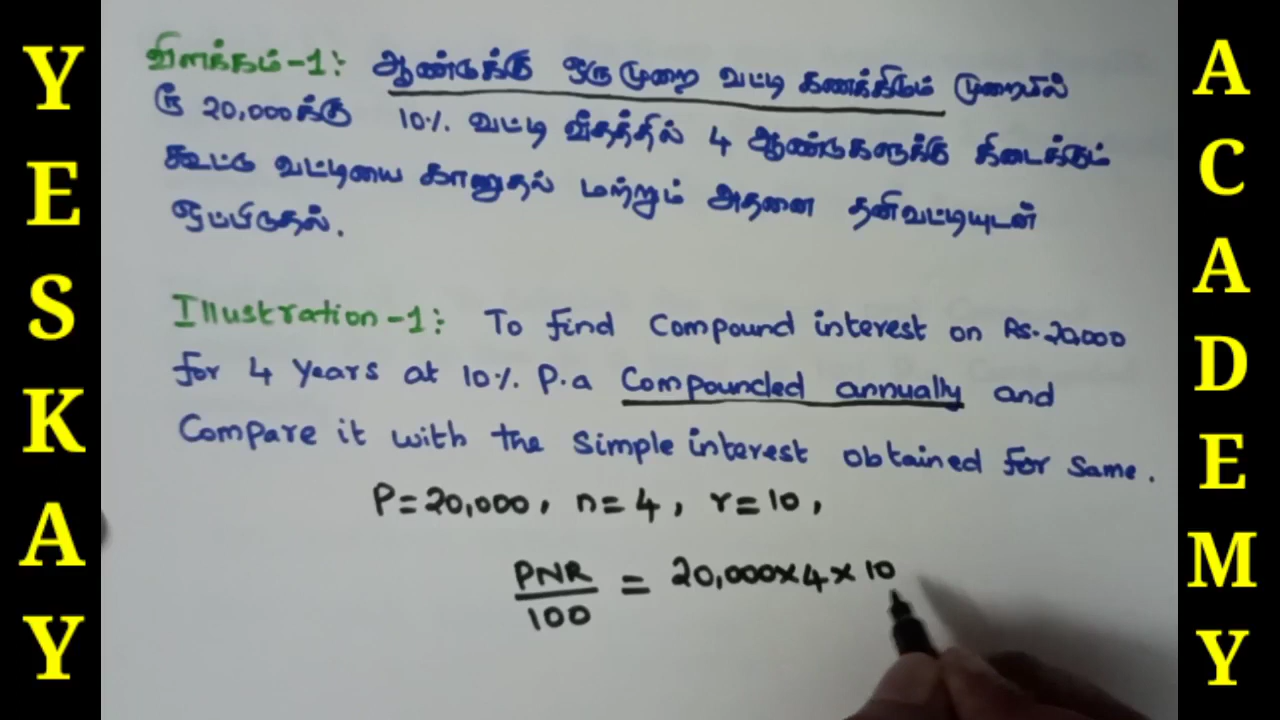 YESKAY
விளக்கம்-1:- ஆண்டுக்கு ஒரு முறை வட்டி கணக்கிடும் முறையில்
ரூ 20,000க்கு 10% வட்டி வீதத்தில் 4 ஆண்டுகளுக்கு கிடைக்கும்
கூட்டு வட்டியை காணுதல் மற்றும் அதனை தனிவட்டியுடன்
ஒப்பிடுதல்.
Illustration-1:- To find Compound interest on Rs.20,000
for 4 years at 10% P.a Compounded annually and
Compare it with the Simple interest obtained for Same.
P=20,000, n=4, r=10,
PNR = 20,000×4×10
100
ACADEMY